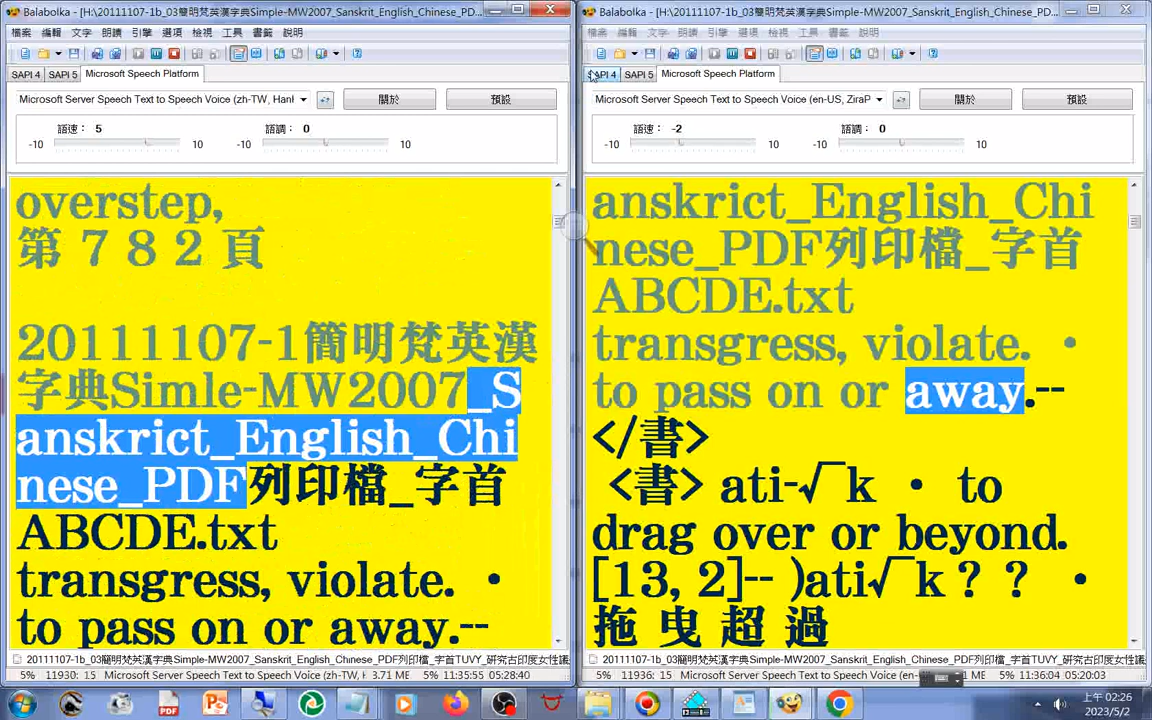 Balabolka - [H:\20111107-1b_03簡明梵英漢字典Simple-MW2007_Sanskrit_English_Chinese_PD...
檔案 編輯 文字 朗讀 引擎 選項 檢視 工具 書籤 說明
SAPI 4 SAPI 5 Microsoft Speech Platform
Microsoft Server Speech Text to Speech Voice (zh-TW, Hanl
關於 預設
語速: 5 語調: 0
-10 10 -10 10
overstep,
第 7 8 2 頁
20111107-1簡明梵英漢
字典Simle-MW2007_S
anskrict_English_Chi
nese_PDF列印檔_字首
ABCDE.txt
transgress, violate. •
to pass on or away.--
20111107-1b_03簡明梵英漢字典Simple-MW2007_Sanskrit_English_Chinese_PDF列印檔_字首TUVY_研究古印度女性議
5% 11930: 15 Microsoft Server Speech Text to Speech Voice (zh-TW, H 3.71 ME 5% 11:35:55 05:28:40
Balabolka - [H:\20111107-1b_03簡明梵英漢字典Simple-MW2007_Sanskrit_English_Chinese_PD...
檔案 編輯 文字 朗讀 引擎 選項 檢視 工具 書籤 說明
SAPI 4 SAPI 5 Microsoft Speech Platform
Microsoft Server Speech Text to Speech Voice (en-US, ZiraP
關於 預設
語速: -2 語調: 0
-10 10 -10 10
anskrict_English_Chi
nese_PDF列印檔_字首
ABCDE.txt
transgress, violate. •
to pass on or away.--
</書>
<書> ati-√k • to
drag over or beyond.
[13, 2]-- )ati√k ? ? •
拖 曳 超 過
20111107-1b_03簡明梵英漢字典Simple-MW2007_Sanskrit_English_Chinese_PDF列印檔_字首TUVY_研究古印度女性議
5% 11936: 15 Microsoft Server Speech Text to Speech Voice (en- 1 ME 5% 11:36:04 05:20:03
上午 02:26
2023/5/2